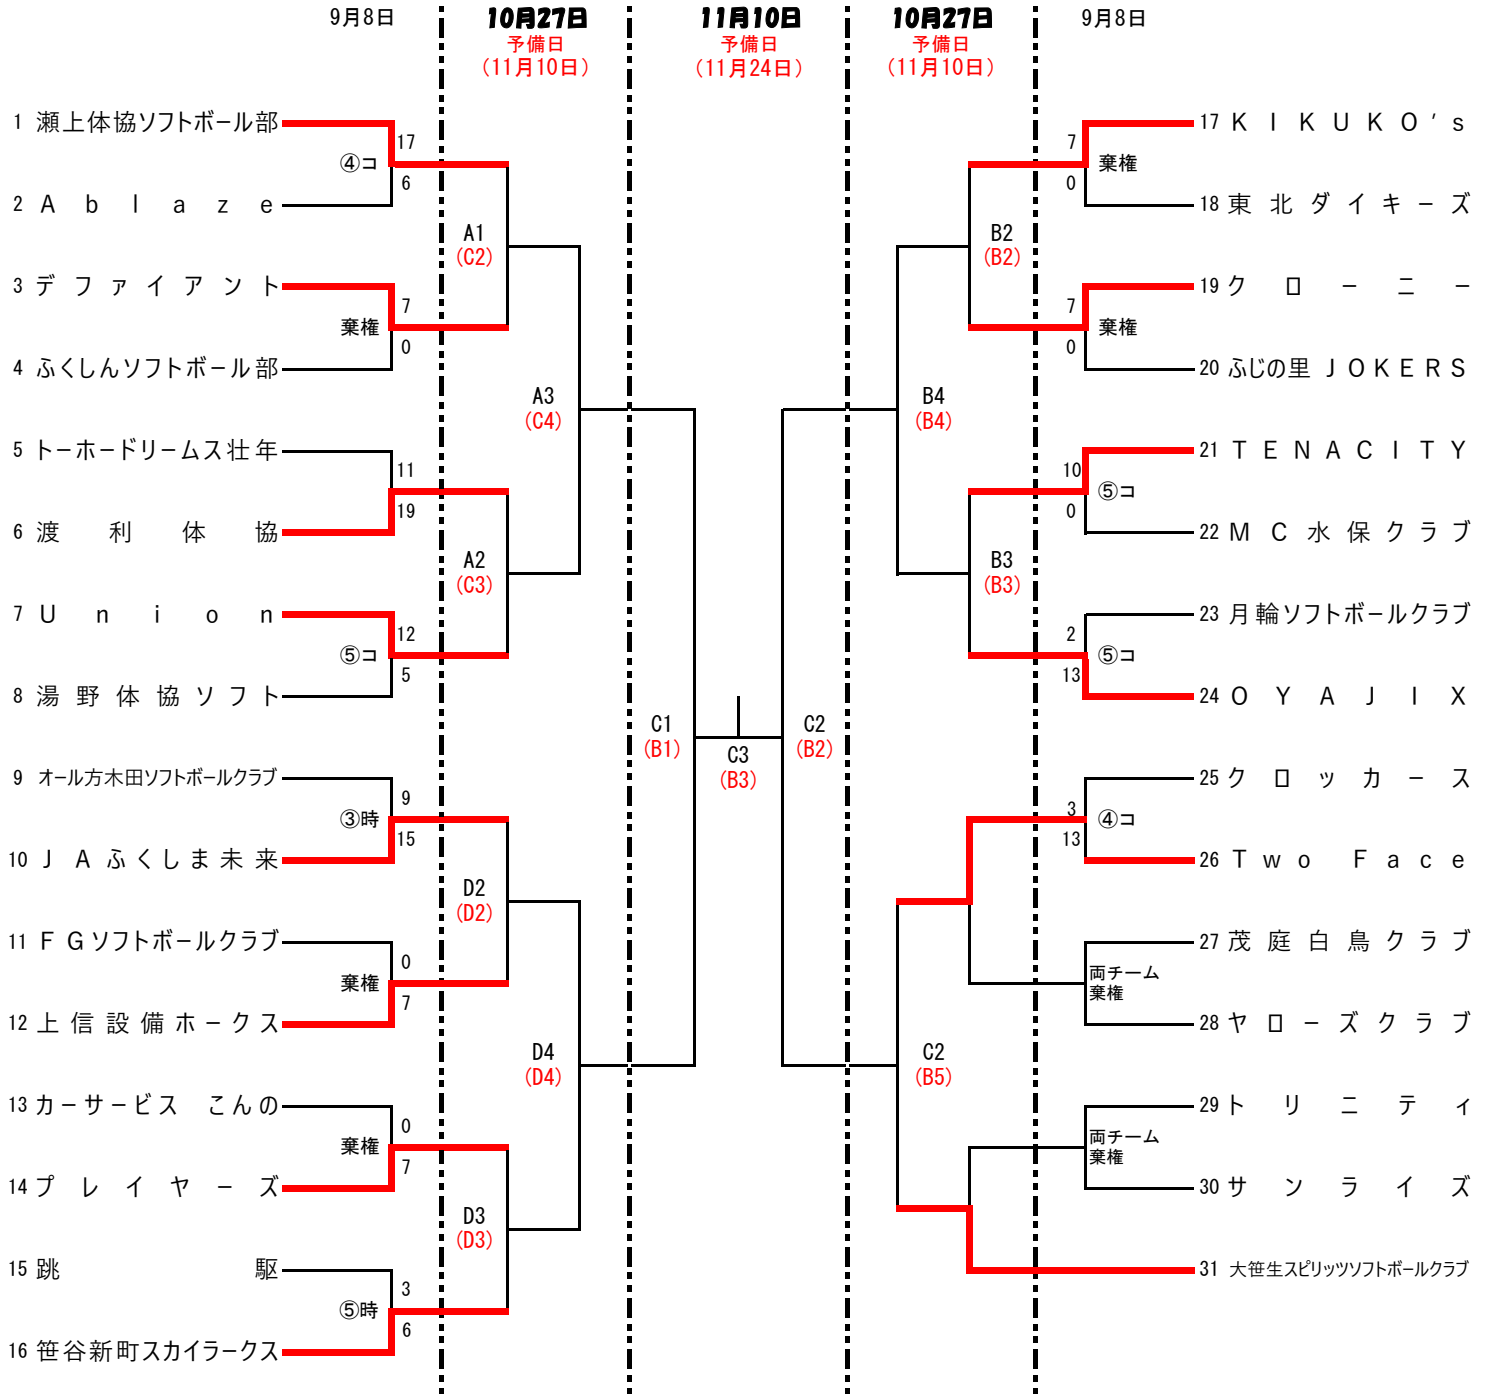 9月8日
10月27日
11月10日
10月27日
9月8日
予備日
(11月10日)
予備日
(11月24日)
予備日
(11月10日)
1 瀬上体協ソフトボール部
17
④コ
6
2 Ablaze
A1
(C2)
3 デファイアント
7
棄権
0
4 ふくしんソフトボール部
A3
(C4)
5 トーホードリームス壮年
11
19
6 渡利体協
A2
(C3)
7 Union
12
⑤コ
5
8 湯野体協ソフト
C1
(B1)
C3
(B3)
C2
(B2)
9 オール方木田ソフトボールクラブ
9
③時
15
10 JAふくしま未来
D2
(D2)
11 FGソフトボールクラブ
0
棄権
7
12 上信設備ホークス
D4
(D4)
13 カーサービス こんの
0
棄権
7
14 プレイヤーズ
D3
(D3)
15 跳駆
3
⑤時
6
16 笹谷新町スカイラークス
17 KIKUKO's
7
棄権
0
18 東北ダイキーズ
B2
(B2)
19 クローニー
7
棄権
0
20 ふじの里 JOKERS
B4
(B4)
21 TENACITY
10
⑤コ
0
22 MC水保クラブ
B3
(B3)
23 月輪ソフトボールクラブ
2
⑤コ
13
24 OYAJIX
25 クロッカース
3
④コ
13
26 Two Face
27 茂庭白鳥クラブ
両チーム
棄権
28 ヤローズクラブ
C2
(B5)
29 トリニティ
両チーム
棄権
30 サンライズ
31 大笹生スピリッツソフトボールクラブ